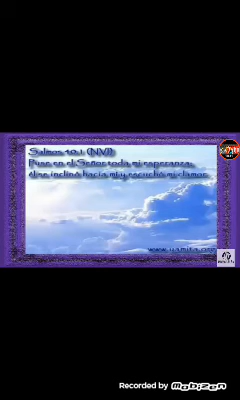 Salmos 40.1 (NVI)
Puse en el Señor toda mi esperanza;
él se inclinó hacia mí y escuchó mi clamor.
Recorded by Mobizen